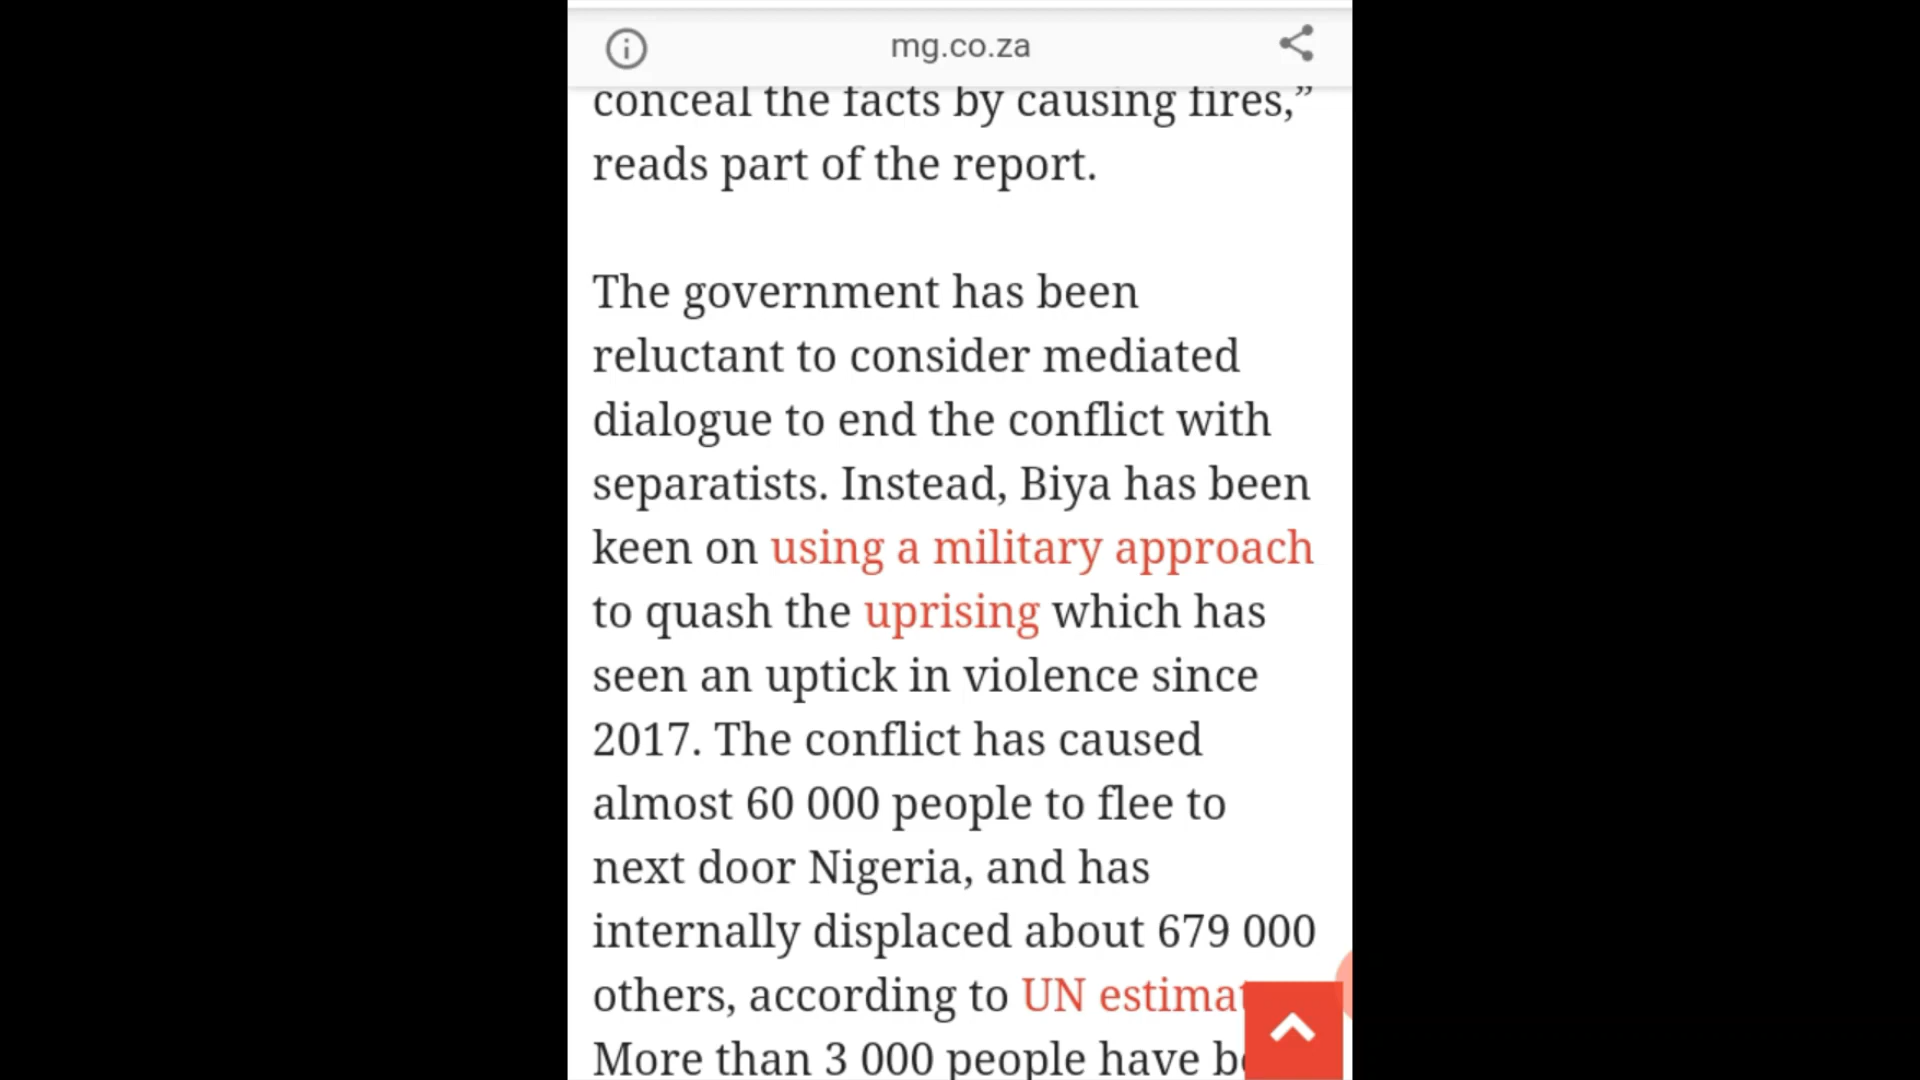 mg.co.za
conceal the facts by causing fires,”
reads part of the report.
The government has been
reluctant to consider mediated
dialogue to end the conflict with
separatists. Instead, Biya has been
keen on using a military approach
to quash the uprising which has
seen an uptick in violence since
2017. The conflict has caused
almost 60 000 people to flee to
next door Nigeria, and has
internally displaced about 679 000
others, according to UN
More than 3 000 people have